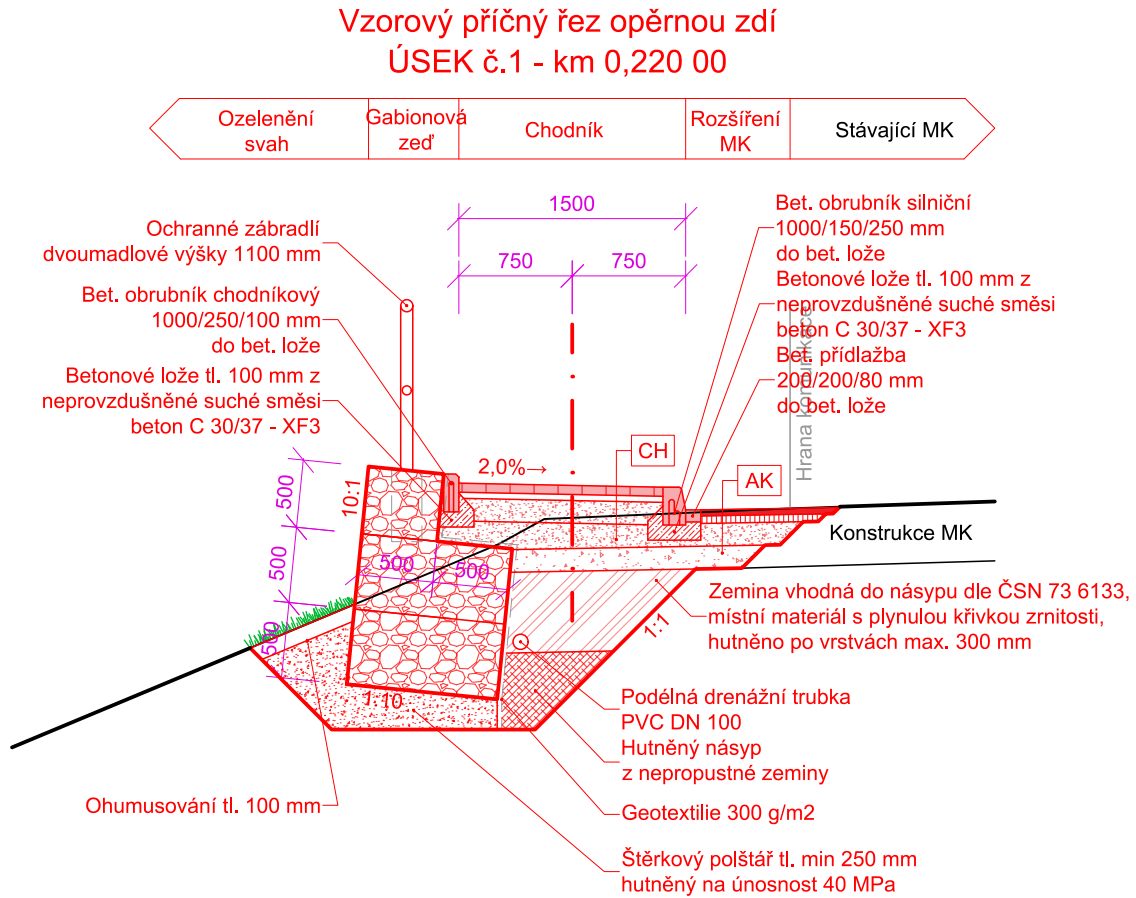 Vzorový příčný řez opěrnou zdí
ÚSEK č.1 - km 0,220 00
Ozelenění
svah
Gabionová
zeď
Chodník
Rozšíření
MK
Stávající MK
1500
750
750
Ochranné zábradlí
dvoumadlové výšky 1100 mm
Bet. obrubník chodníkový
1000/250/100 mm
do bet. lože
Betonové lože tl. 100 mm z
neprovzdušněné suché směsi
beton C 30/37 - XF3
Bet. obrubník silniční
1000/150/250 mm
do bet. lože
Betonové lože tl. 100 mm z
neprovzdušněné suché směsi
beton C 30/37 - XF3
Bet. přídlažba
200/200/80 mm
do bet. lože
Hrana komunikace
2,0%→
CH
AK
10:1
500
500
500
500
500
1:10
1:1
Konstrukce MK
Zemina vhodná do násypu dle ČSN 73 6133,
místní materiál s plynulou křivkou zrnitosti,
hutněno po vrstvách max. 300 mm
Podélná drenážní trubka
PVC DN 100
Hutněný násyp
z nepropustné zeminy
Ohumusování tl. 100 mm
Geotextilie 300 g/m2
Štěrkový polštář tl. min 250 mm
hutněný na únosnost 40 MPa